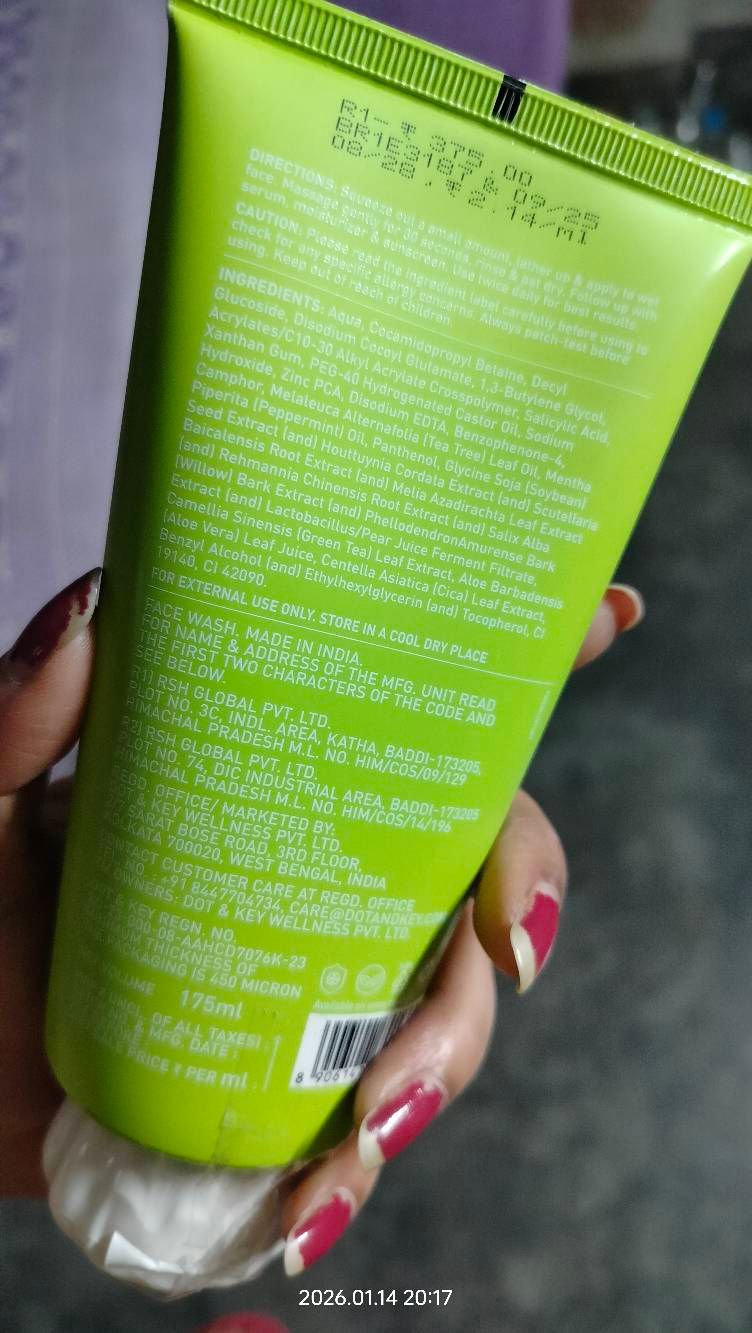 R1- ₹ 375.00
BR1E3187 & 09/25
08/28, ₹ 2.14/ml
DIRECTIONS: Squeeze out a small amount, lather up & apply to wet
face. Massage gently for 30 seconds, rinse & pat dry. Follow up with
serum, moisturizer & sunscreen. Use twice daily for best results.
CAUTION: Please read the ingredient label carefully before using to
check for any specific allergy concerns. Always patch-test before
using. Keep out of reach of children.
INGREDIENTS: Aqua, Cocamidopropyl Betaine, Decyl
Glucoside, Disodium Cocoyl Glutamate, 1,3-Butylene Glycol,
Acrylates/C10-30 Alkyl Acrylate Crosspolymer, Salicylic Acid,
Xanthan Gum, PEG-40 Hydrogenated Castor Oil, Sodium
Hydroxide, Zinc PCA, Disodium EDTA, Benzophenone-4,
Camphor, Melaleuca Alternafolia (Tea Tree) Leaf Oil, Mentha
Piperita (Peppermint) Oil, Panthenol, Glycine Soja (Soybean)
Seed Extract (and) Houttuynia Cordata Extract (and) Scutellaria
Baicalensis Root Extract (and) Melia Azadirachta Leaf Extract
(and) Rehmannia Chinensis Root Extract (and) Salix Alba
(Willow) Bark Extract (and) PhellodendronAmurense Bark
Extract (and) Lactobacillus/Pear Juice Ferment Filtrate,
Camellia Sinensis (Green Tea) Leaf Extract, Aloe Barbadensis
(Aloe Vera) Leaf Juice, Centella Asiatica (Cica) Leaf Extract,
Benzyl Alcohol (and) Ethylhexylglycerin (and) Tocopherol, CI
19140, CI 42090.
FOR EXTERNAL USE ONLY. STORE IN A COOL DRY PLACE
FACE WASH. MADE IN INDIA.
FOR NAME & ADDRESS OF THE MFG. UNIT READ
THE FIRST TWO CHARACTERS OF THE CODE AND
SEE BELOW.
R1) RSH GLOBAL PVT. LTD.
PLOT NO. 3C, INDL. AREA, KATHA, BADDI-173205,
HIMACHAL PRADESH M.L. NO. HIM/COS/09/129
R2) RSH GLOBAL PVT. LTD.
PLOT NO. 74, DIC INDUSTRIAL AREA, BADDI-173205
HIMACHAL PRADESH M.L. NO. HIM/COS/14/196
REGD. OFFICE/ MARKETED BY:
DOT & KEY WELLNESS PVT. LTD.
SARAT BOSE ROAD, 3RD FLOOR,
KOLKATA 700020, WEST BENGAL, INDIA
CONTACT CUSTOMER CARE AT REGD. OFFICE
NO.: +91 8447704734, CARE@DOTANDKEY.COM
OWNERS: DOT & KEY WELLNESS PVT. LTD.
& KEY REGN. NO.
-08-AAHCD7076K-23
THICKNESS OF
PACKAGING IS 450 MICRON
VOLUME 175ml
(INCL. OF ALL TAXES) :
& MFG. DATE :
PRICE ₹ PER ml :
Available on
8 90614
2026.01.14 20:17